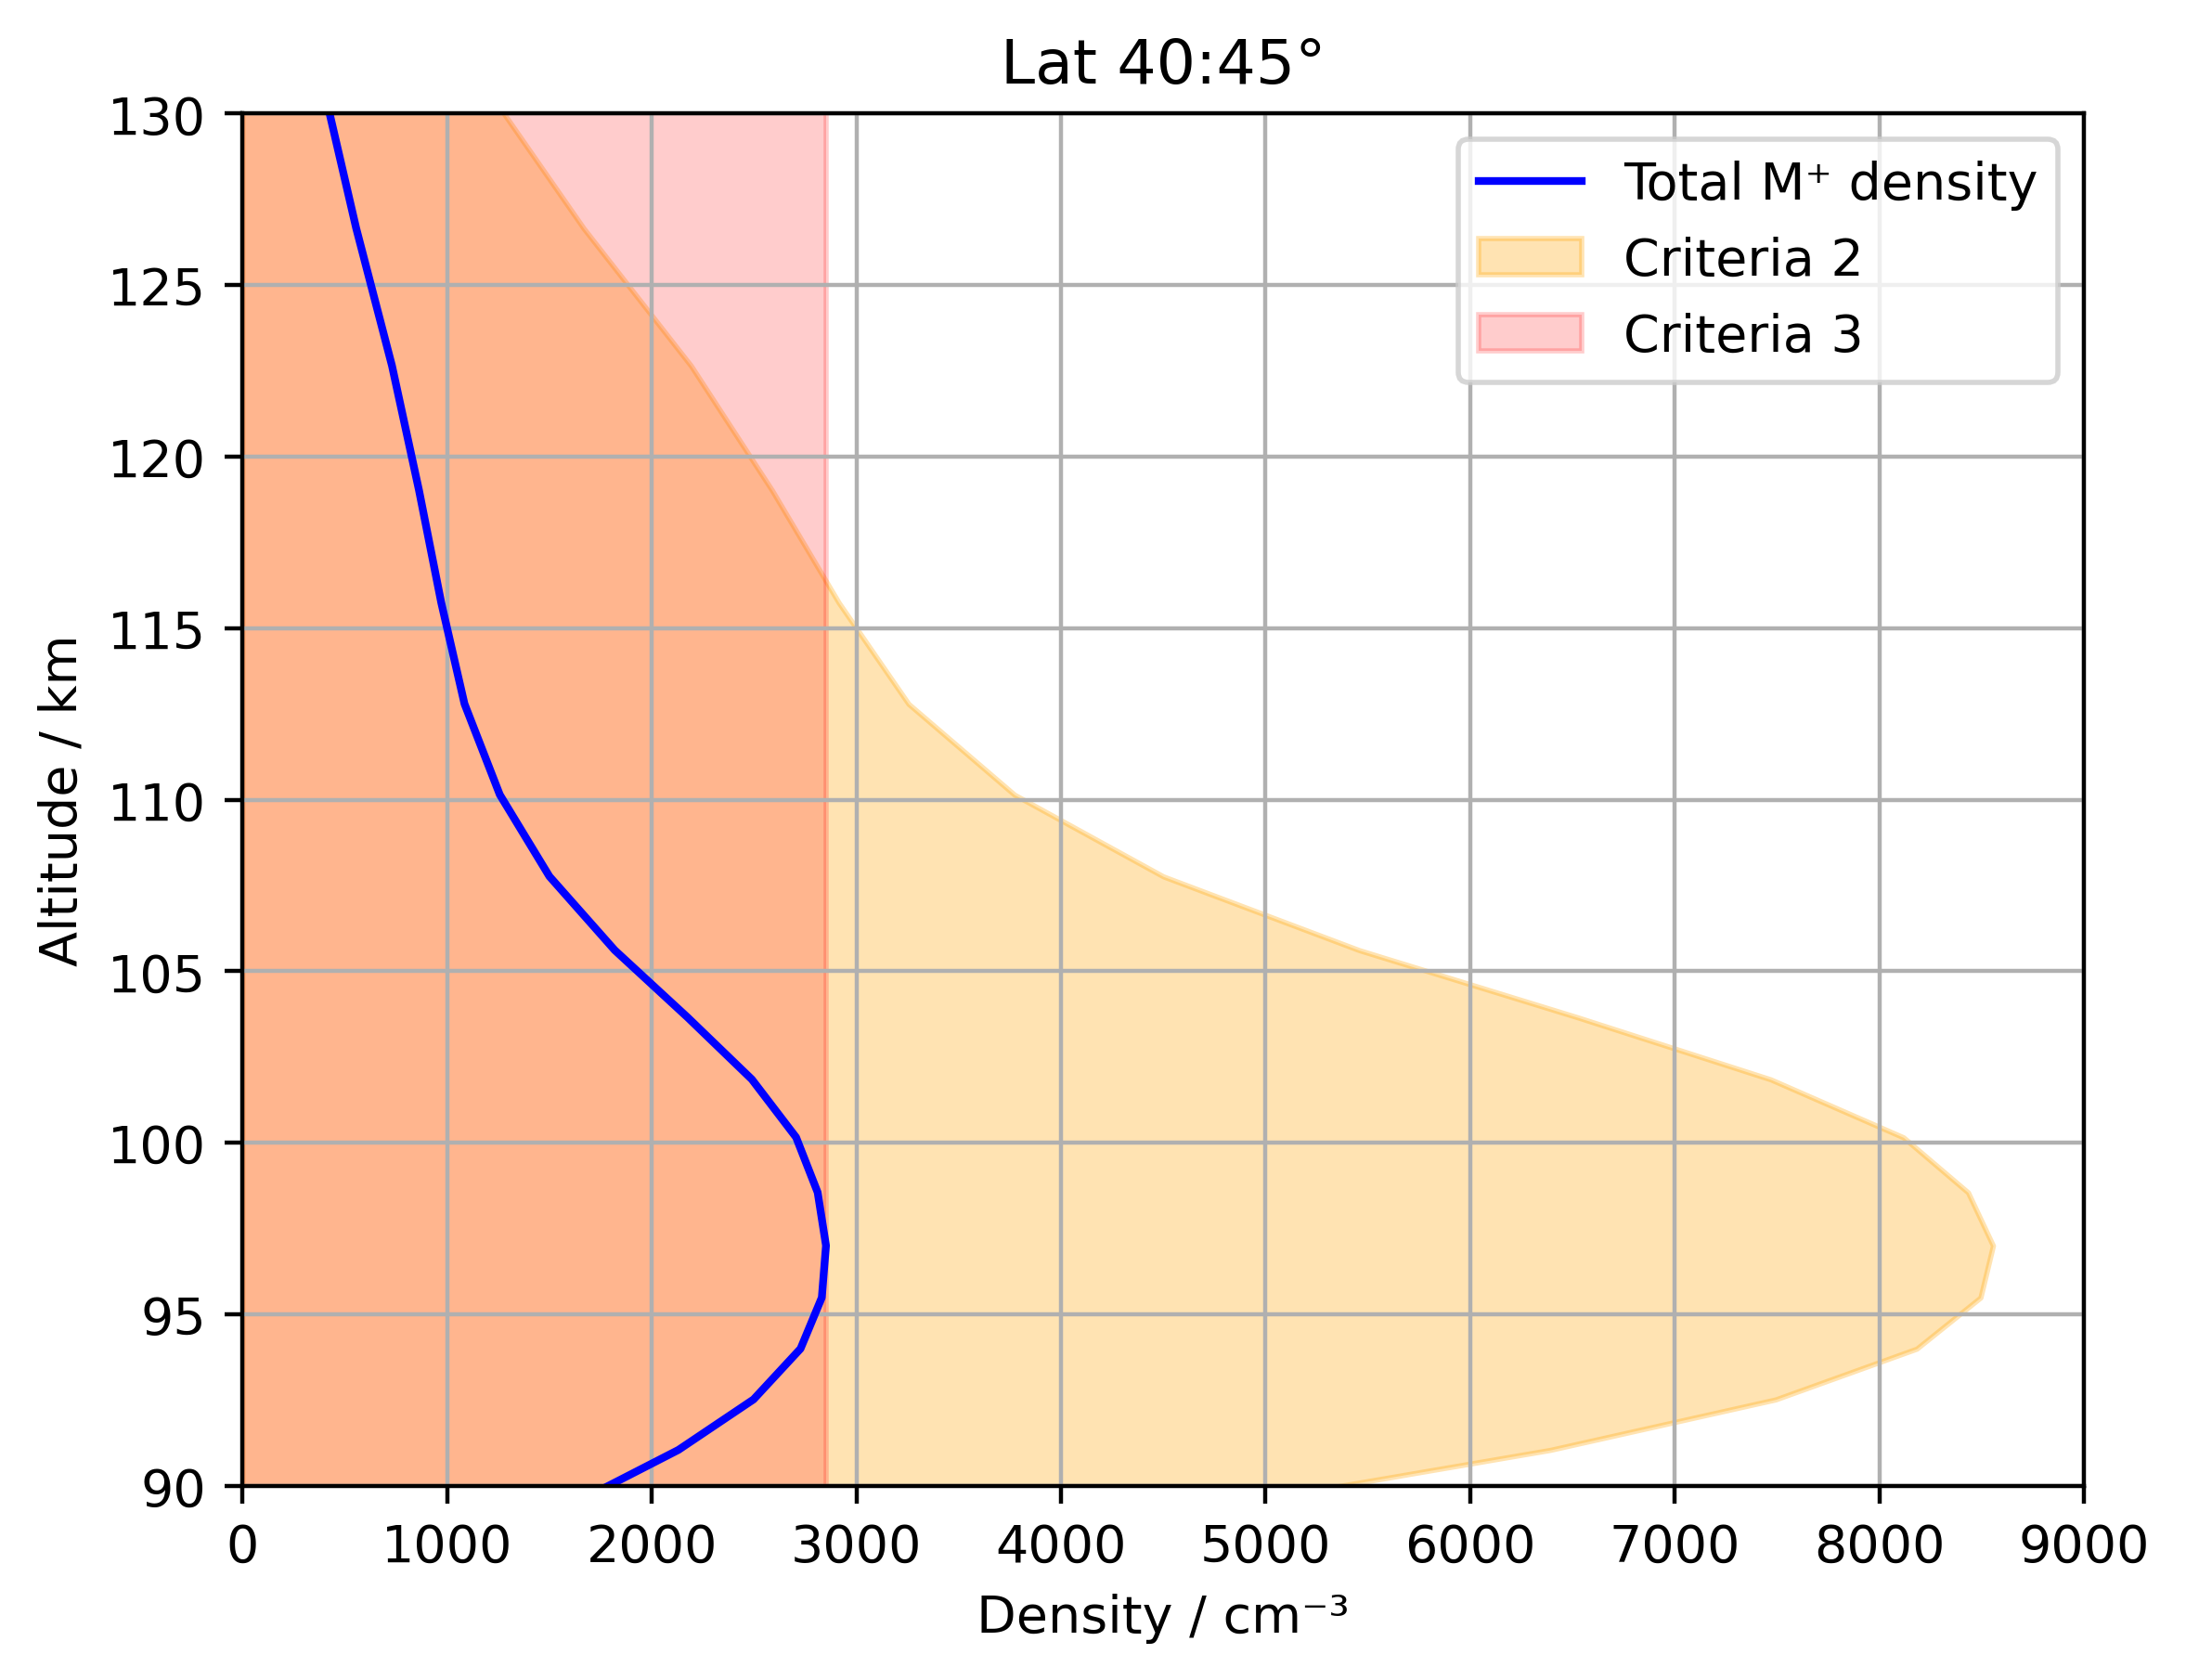 Lat 40:45°
130
125
120
115
110
105
100
95
90
Altitude / km
Total M⁺ density
Criteria 2
Criteria 3
0 1000 2000 3000 4000 5000 6000 7000 8000 9000
Density / cm⁻³